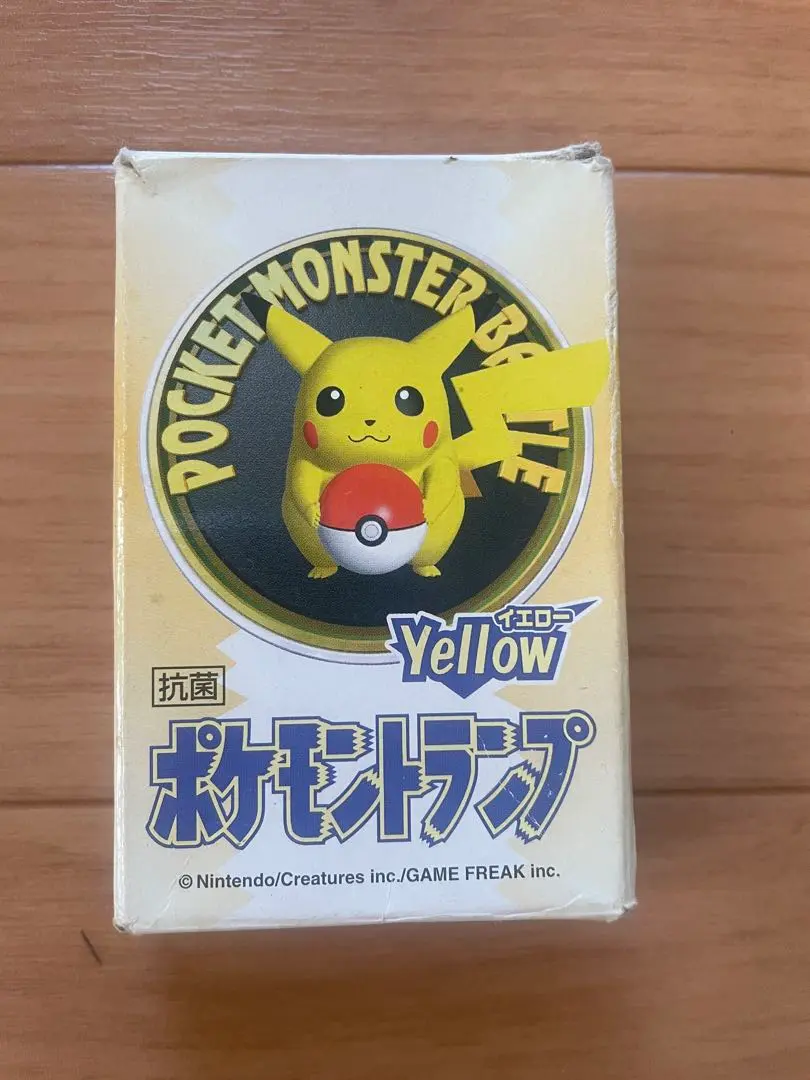 POCKET MONSTER BATTLE
イエロー
Yellow
抗菌
ポケモントランプ
© Nintendo/Creatures inc./GAME FREAK inc.